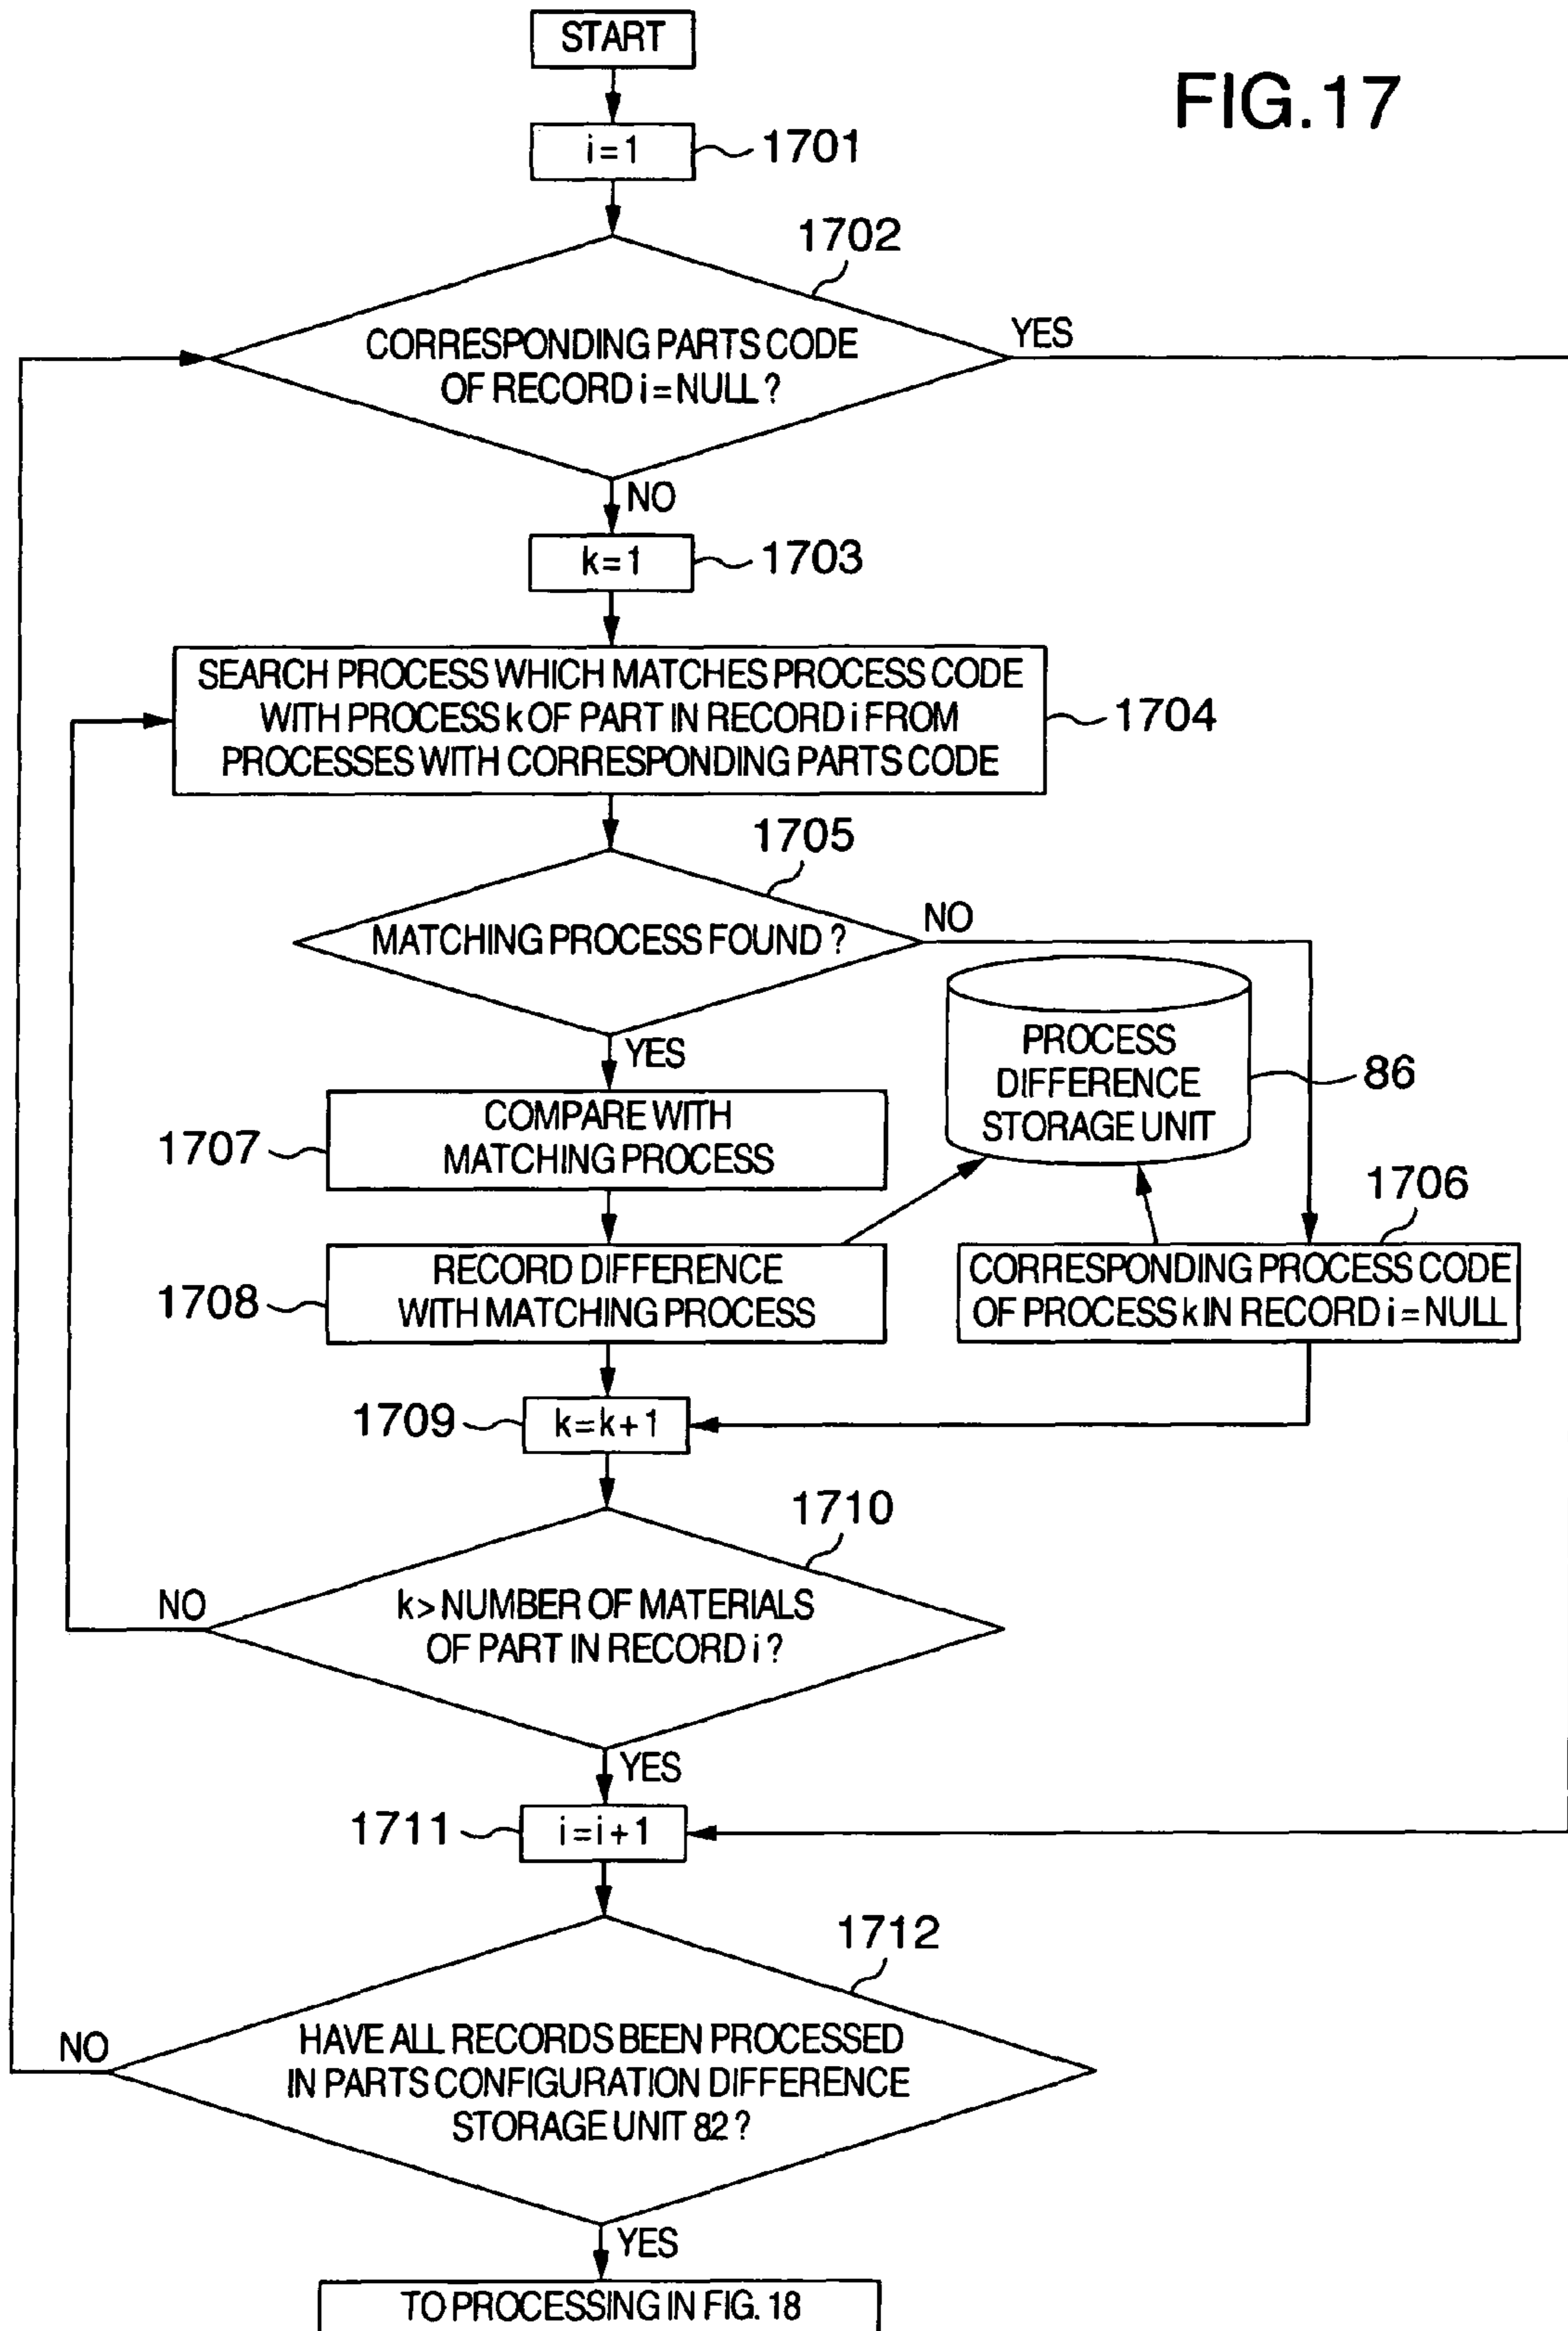 START
FIG.17
i=1
1701
1702
CORRESPONDING PARTS CODE
OF RECORD i=NULL?
YES
NO
k=1
1703
SEARCH PROCESS WHICH MATCHES PROCESS CODE
WITH PROCESS k OF PART IN RECORD i FROM
PROCESSES WITH CORRESPONDING PARTS CODE
1704
1705
MATCHING PROCESS FOUND?
NO
YES
PROCESS
DIFFERENCE
STORAGE UNIT
86
1707
COMPARE WITH
MATCHING PROCESS
1706
1708
RECORD DIFFERENCE
WITH MATCHING PROCESS
CORRESPONDING PROCESS CODE
OF PROCESS k IN RECORD i=NULL
1709
k=k+1
1710
k> NUMBER OF MATERIALS
OF PART IN RECORD i?
NO
YES
1711
i=i+1
1712
HAVE ALL RECORDS BEEN PROCESSED
IN PARTS CONFIGURATION DIFFERENCE
STORAGE UNIT 82?
NO
YES
TO PROCESSING IN FIG. 18